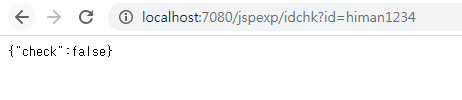 localhost:7080/jspexp/idchk?id=himan1234
{"check":false}